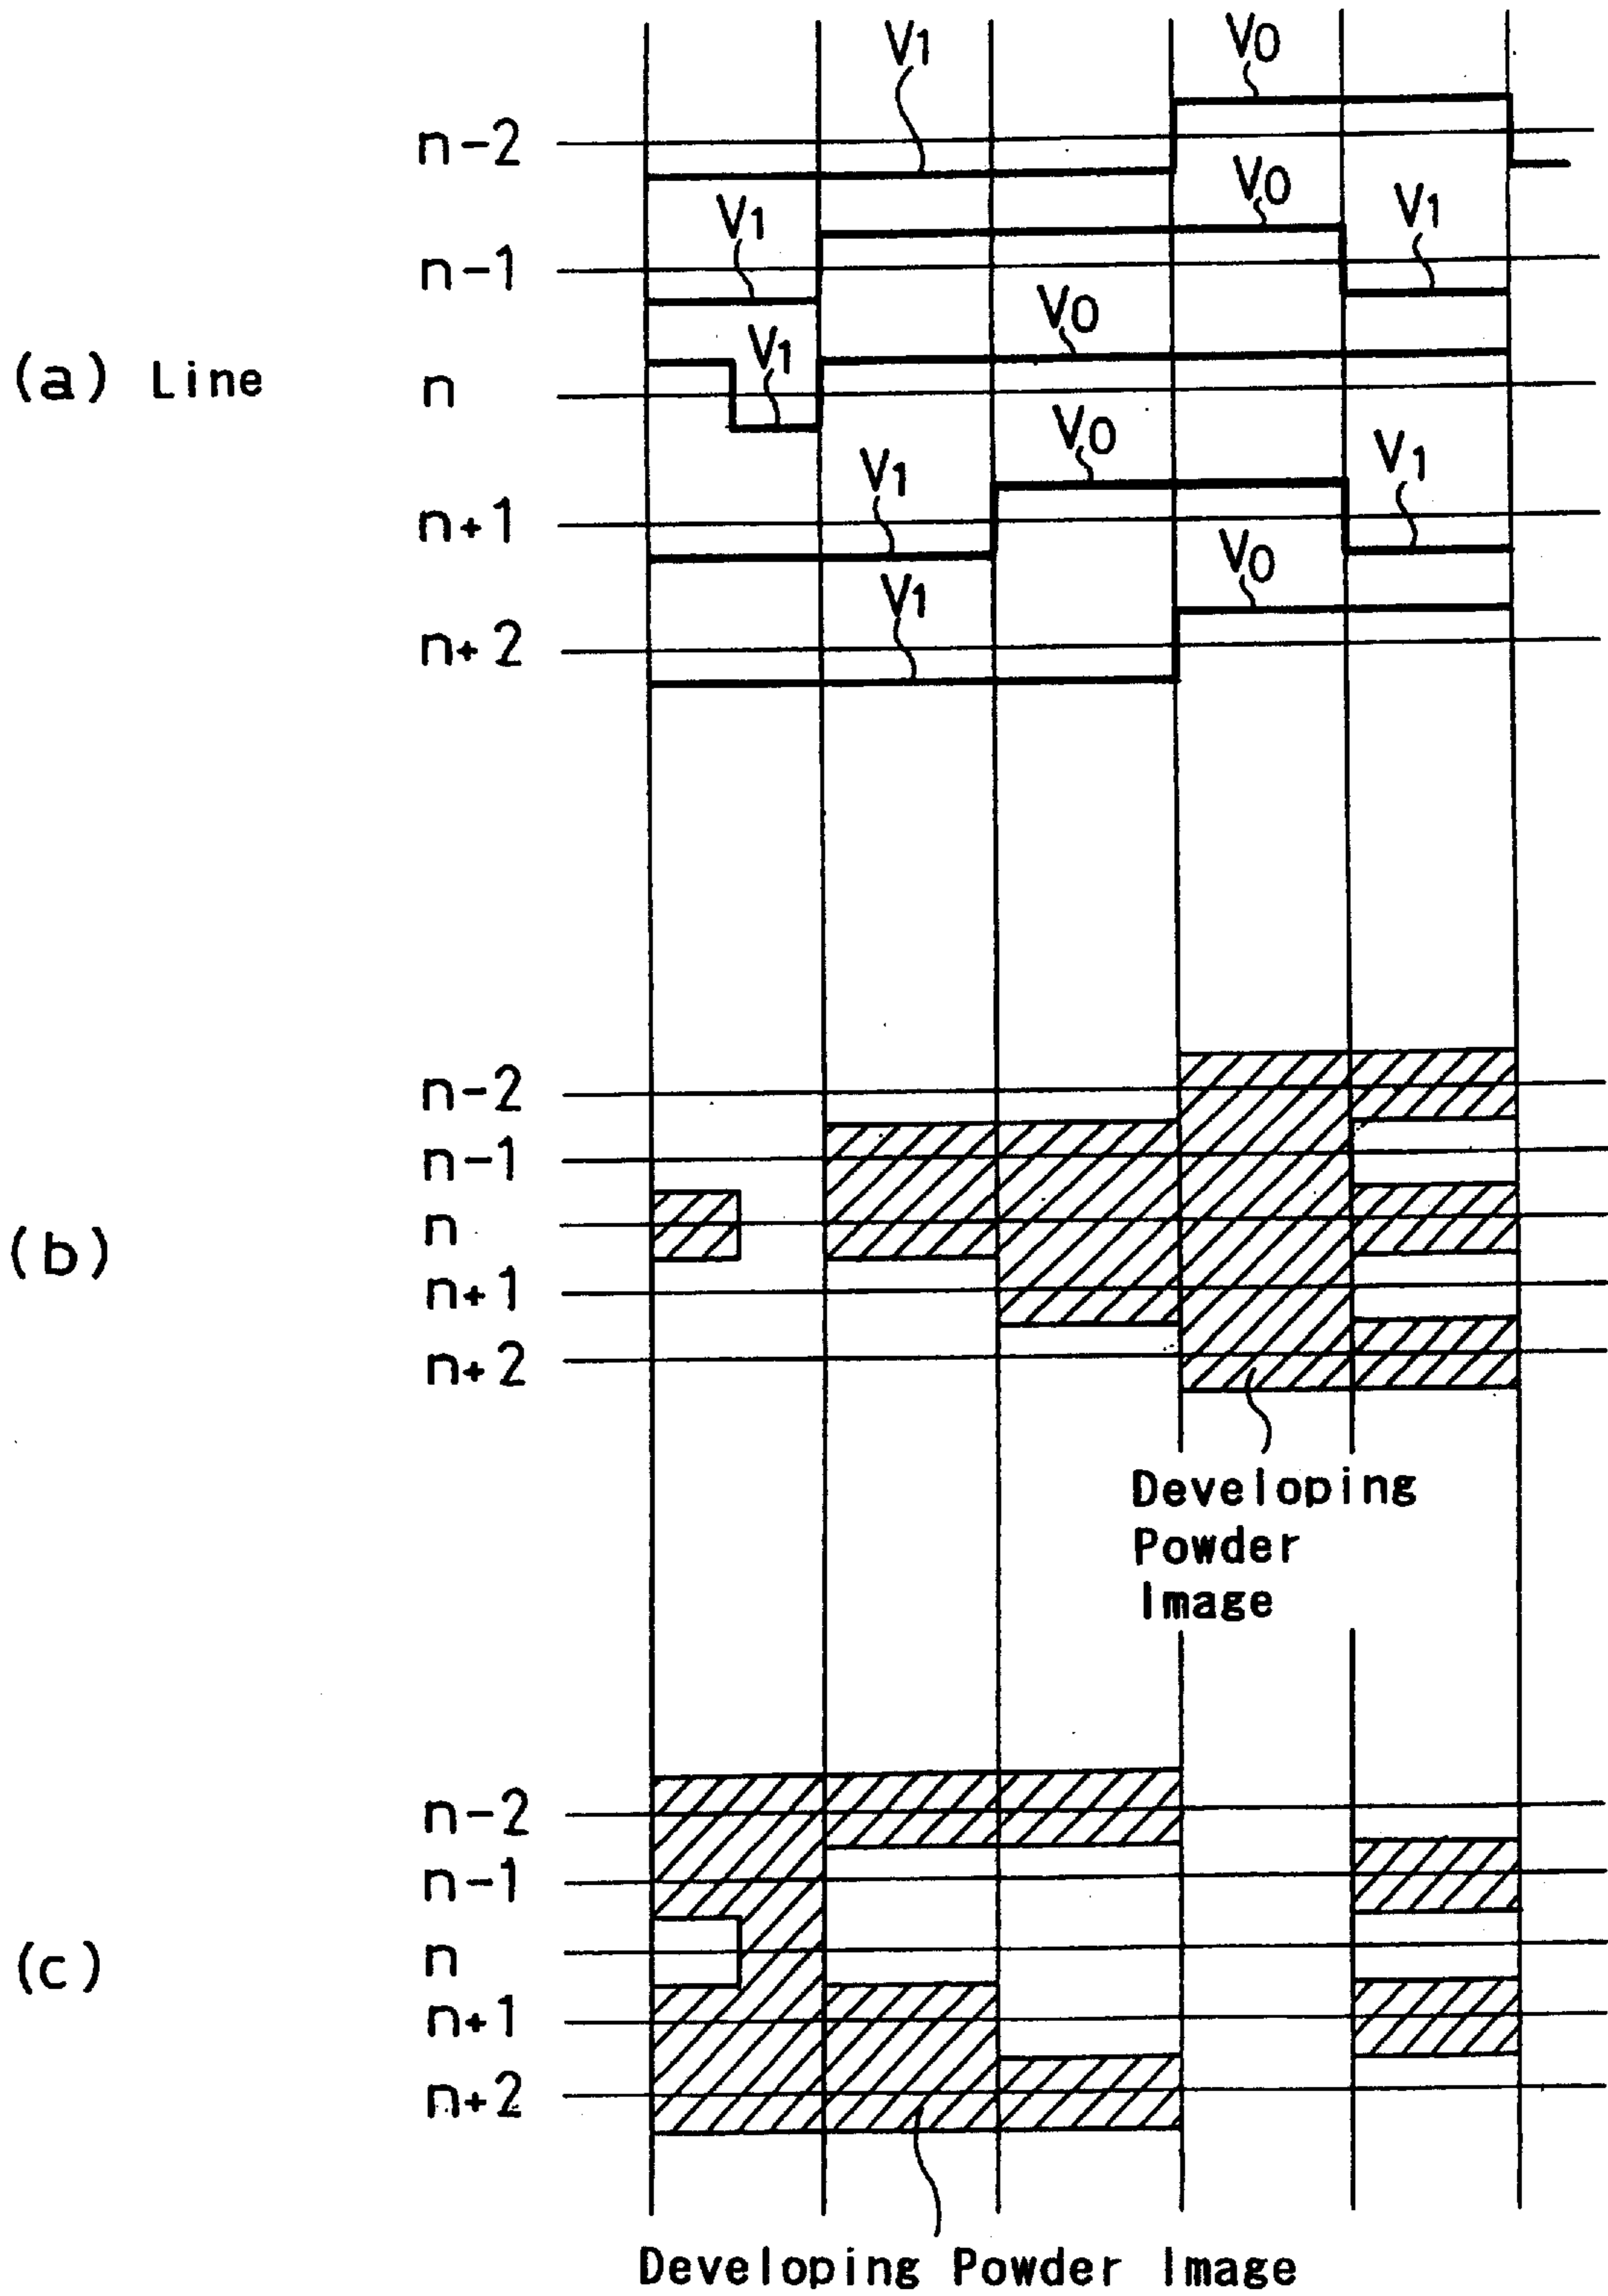 V1 V0
n-2
V1 V0 V1
n-1
V1 V0
(a) Line n
V1 V0 V1
n+1
V1 V0
n+2
n-2
n-1
(b) n
n+1
n+2
Developing
Powder
Image
n-2
n-1
(c) n
n+1
n+2
Developing Powder Image